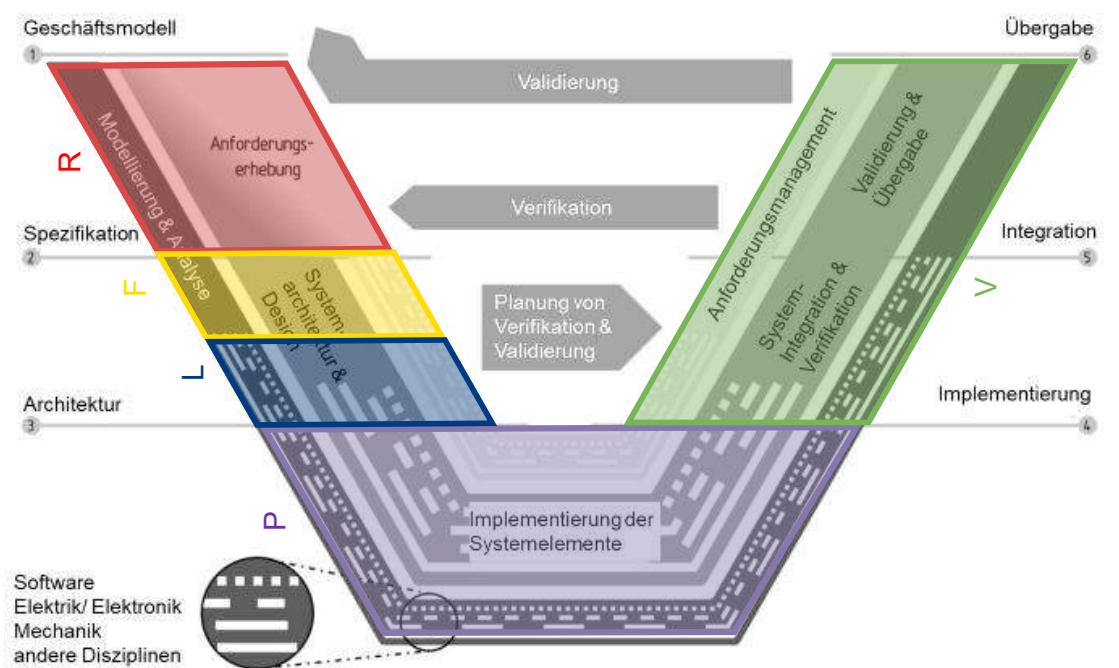 Geschäftsmodell
1
Übergabe
6
Validierung
Modellierung & Analyse
Anforderungs-
erhebung
R
Verifikation
Anforderungsmanagement
Validierung &
Übergabe
Spezifikation
2
Integration
5
F
System-
architektur &
Design
Planung von
Verifikation &
Validierung
System-
Integration &
Verifikation
V
L
Architektur
3
Implementierung
4
P
Implementierung der
Systemelemente
Software
Elektrik/ Elektronik
Mechanik
andere Disziplinen